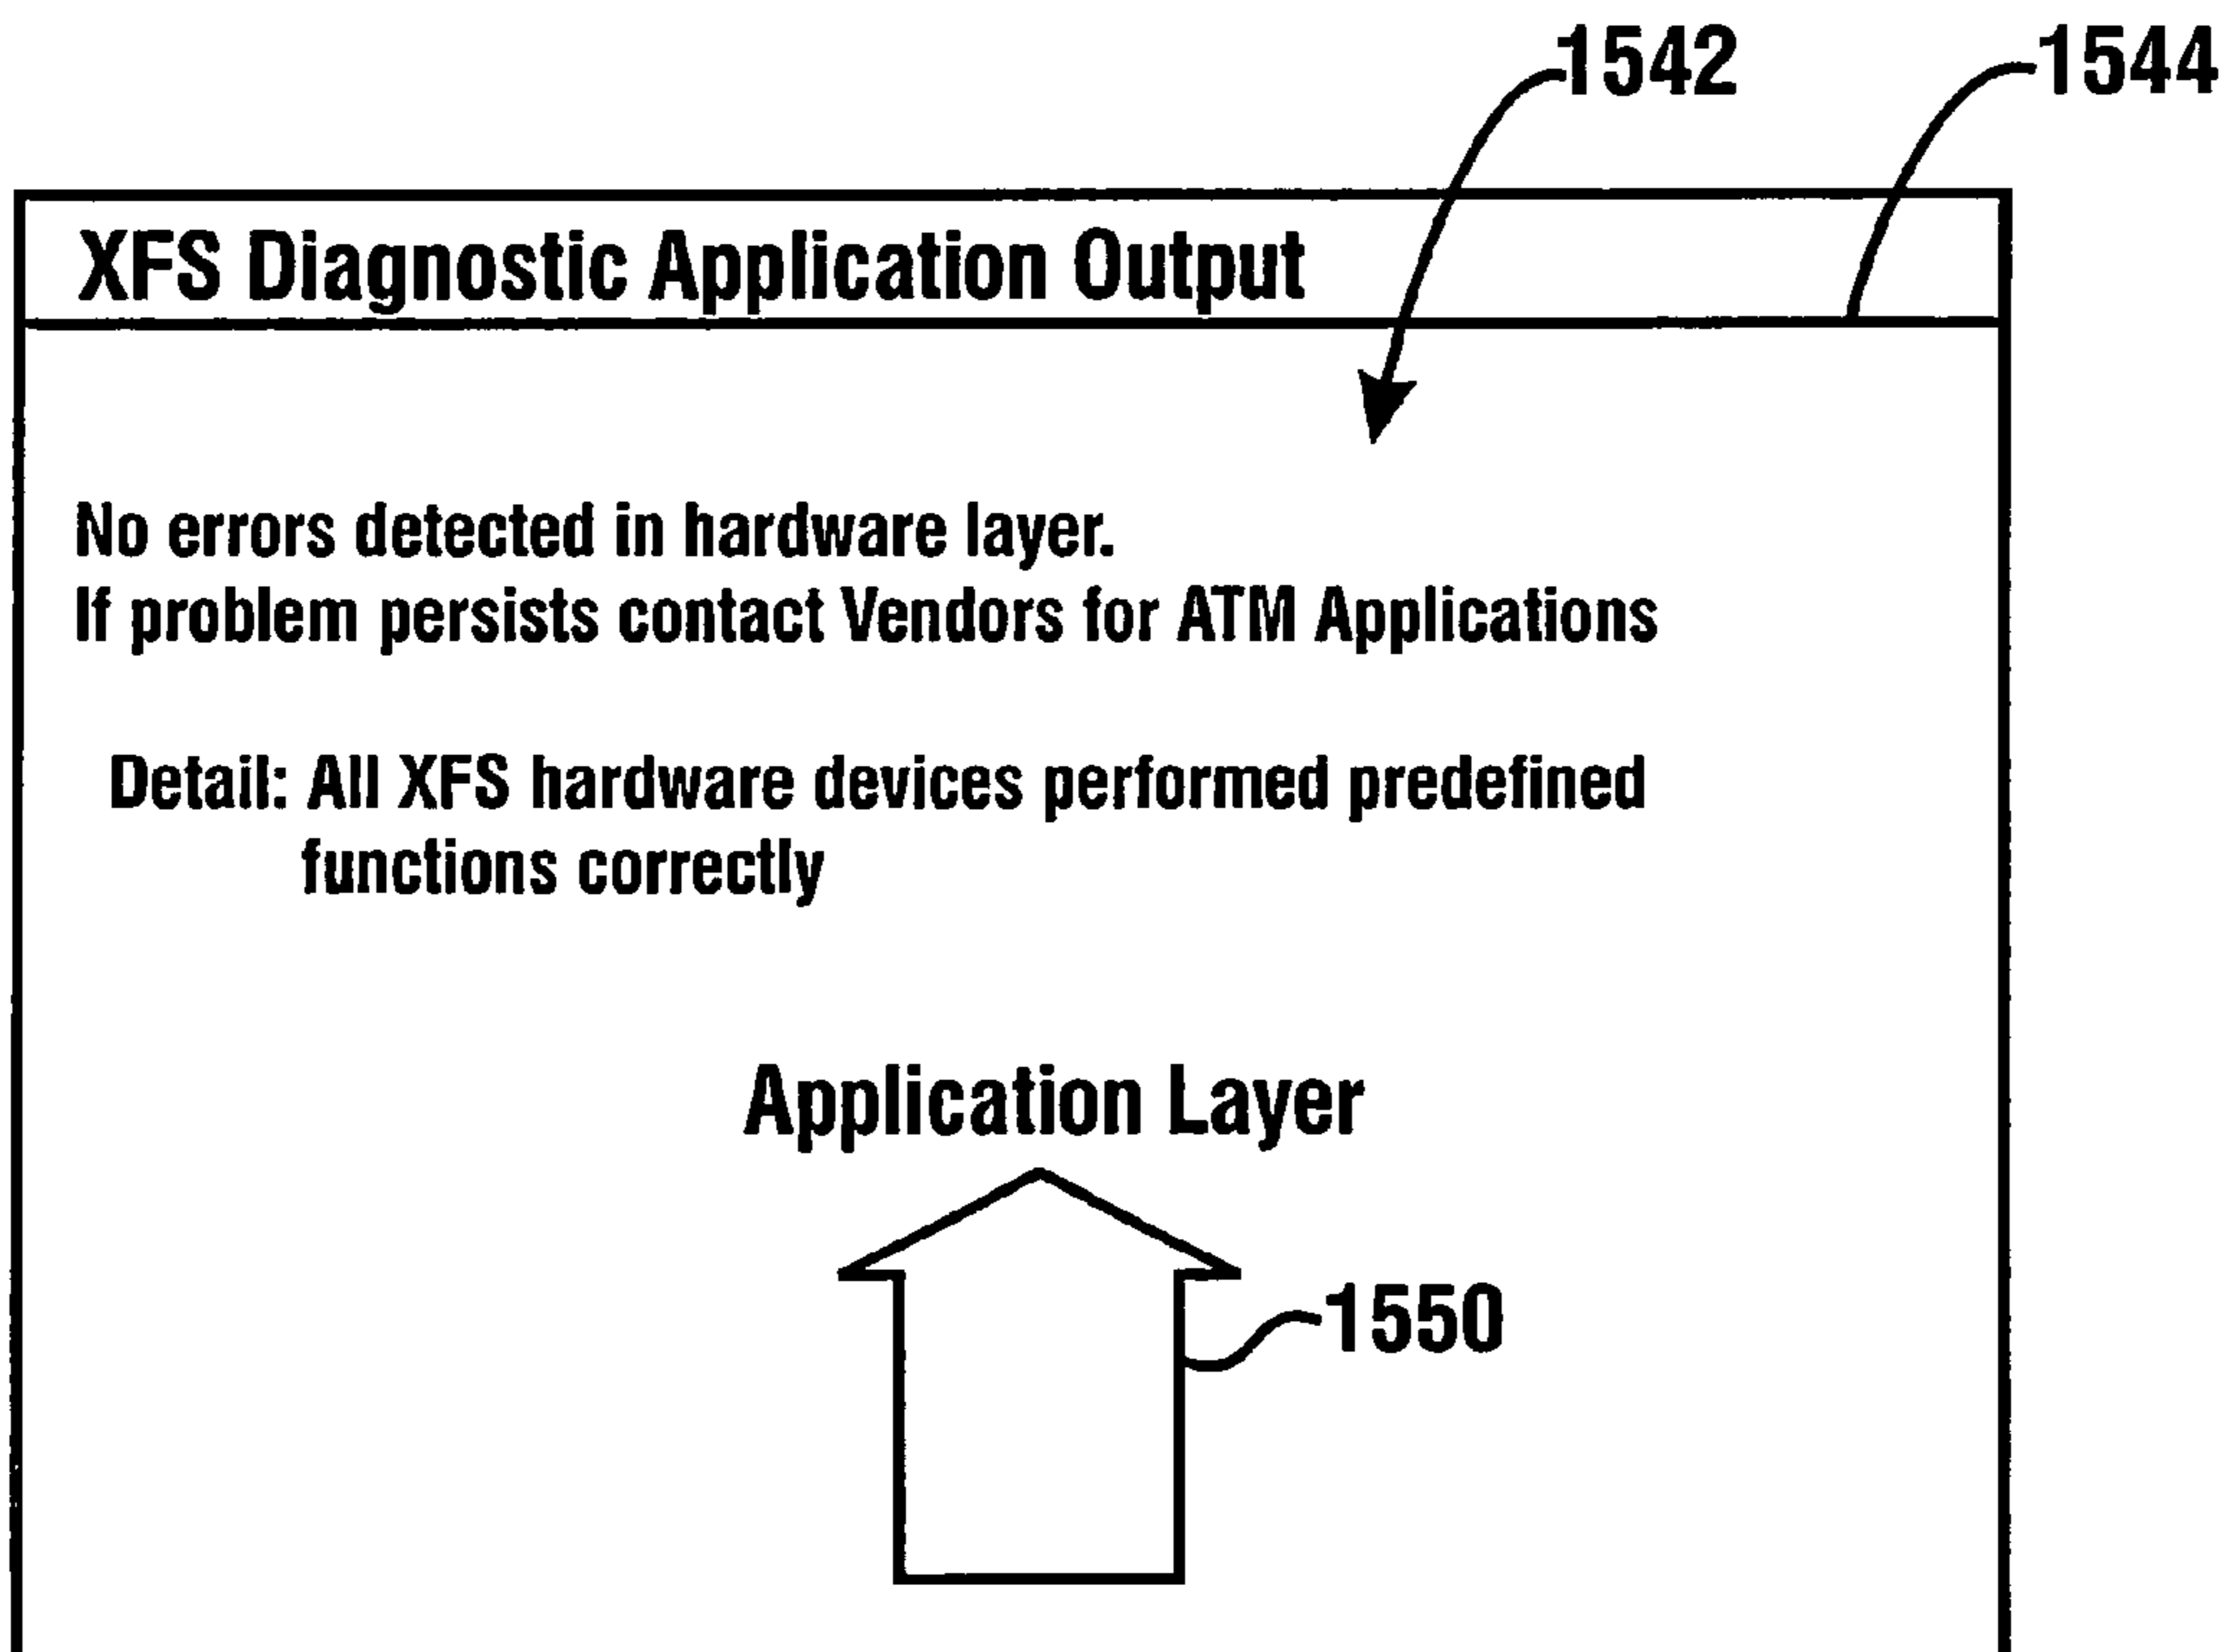 1542
1544
XFS Diagnostic Application Output
No errors detected in hardware layer.
If problem persists contact Vendors for ATM Applications
Detail: All XFS hardware devices performed predefined
functions correctly
Application Layer
1550